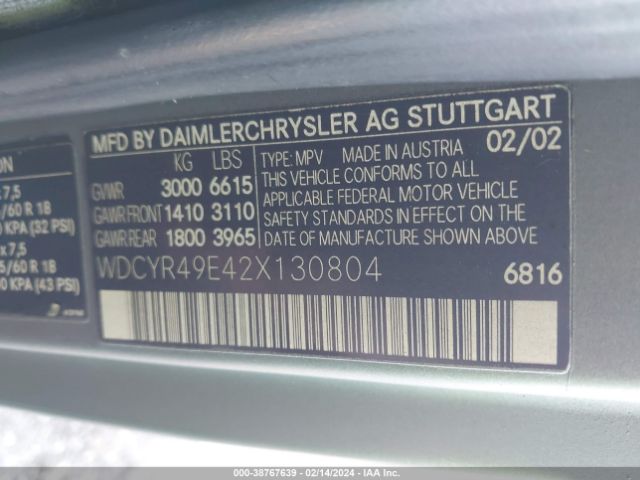 MFD BY DAIMLERCHRYSLER AG STUTTGART
KG LBS
GVWR 3000 6615
GAWR FRONT 1410 3110
GAWR REAR 1800 3965
TYPE: MPV MADE IN AUSTRIA 02/02
THIS VEHICLE CONFORMS TO ALL
APPLICABLE FEDERAL MOTOR VEHICLE
SAFETY STANDARDS IN EFFECT ON THE
DATE OF MANUFACTURE SHOWN ABOVE
WDCYR49E42X130804
6816
ON
x 7,5
/60 R 18
KPA (32 PSI)
x 7,5
5/60 R 18
0 KPA (43 PSI)
000-38767639 | 02/14/2024 - IAA Inc.